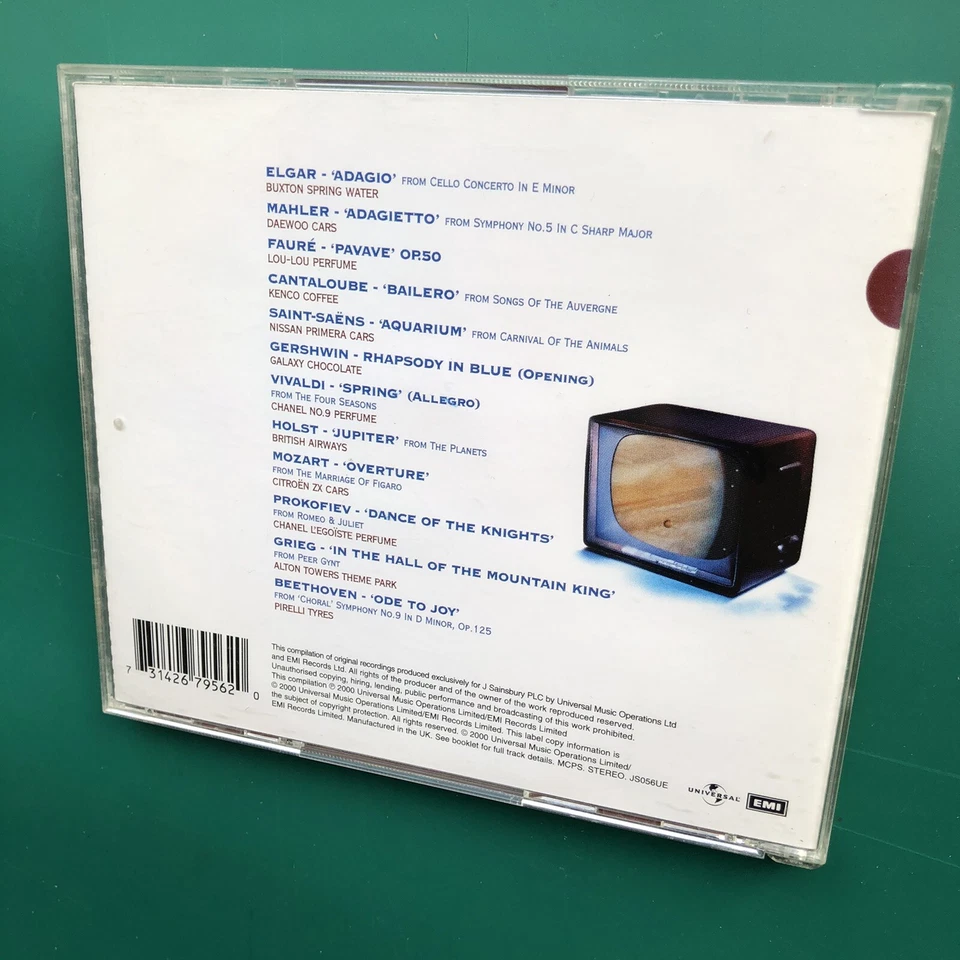 ELGAR - 'ADAGIO' FROM CELLO CONCERTO IN E MINOR
BUXTON SPRING WATER
MAHLER - 'ADAGIETTO' FROM SYMPHONY NO.5 IN C SHARP MAJOR
DAEWOO CARS
FAURÉ - 'PAVAVE' OP.50
LOU-LOU PERFUME
CANTALOUBE - 'BAILERO' FROM SONGS OF THE AUVERGNE
KENCO COFFEE
SAINT-SAËNS - 'AQUARIUM' FROM CARNIVAL OF THE ANIMALS
NISSAN PRIMERA CARS
GERSHWIN - RHAPSODY IN BLUE (OPENING)
GALAXY CHOCOLATE
VIVALDI - 'SPRING' (ALLEGRO)
FROM THE FOUR SEASONS
CHANEL NO.9 PERFUME
HOLST - 'JUPITER' FROM THE PLANETS
BRITISH AIRWAYS
MOZART - 'OVERTURE'
FROM THE MARRIAGE OF FIGARO
CITROËN ZX CARS
PROKOFIEV - 'DANCE OF THE KNIGHTS'
FROM ROMEO & JULIET
CHANEL L'EGOÏSTE PERFUME
GRIEG - 'IN THE HALL OF THE MOUNTAIN KING'
FROM PEER GYNT
ALTON TOWERS THEME PARK
BEETHOVEN - 'ODE TO JOY'
FROM 'CHORAL' SYMPHONY NO.9 IN D MINOR, OP.125
PIRELLI TYRES
7 31426 79562 0
This compilation of original recordings produced exclusively for J Sainsbury PLC by Universal Music Operations Ltd
and EMI Records Ltd. All rights of the producer and of the owner of the work reproduced reserved.
Unauthorised copying, hiring, lending, public performance and broadcasting of this work prohibited.
This compilation ℗ 2000 Universal Music Operations Limited/EMI Records Limited
© 2000 Universal Music Operations Limited/EMI Records Limited. This label copy information is
the subject of copyright protection. All rights reserved. © 2000 Universal Music Operations Limited/
EMI Records Limited. Manufactured in the UK. See booklet for full track details. MCPS. STEREO. JS056UE
UNIVERSAL
EMI